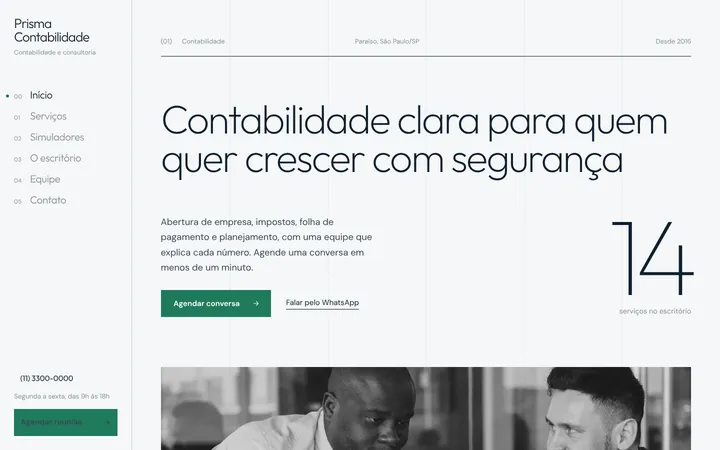 Prisma
Contabilidade
Contabilidade e consultoria
00 Início
01 Serviços
02 Simuladores
03 O escritório
04 Equipe
05 Contato
(11) 3300-0000
Segunda a sexta, das 9h às 18h
Agendar reunião →
(01) Contabilidade
Paraíso, São Paulo/SP
Desde 2016
Contabilidade clara para quem
quer crescer com segurança
Abertura de empresa, impostos, folha de
pagamento e planejamento, com uma equipe que
explica cada número. Agende uma conversa em
menos de um minuto.
Agendar conversa →
Falar pelo WhatsApp
14
serviços no escritório